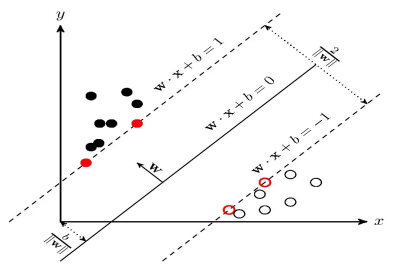 y
w · x + b = 1
2
‖w‖
w · x + b = 0
w · x + b = −1
w
x
b
‖w‖